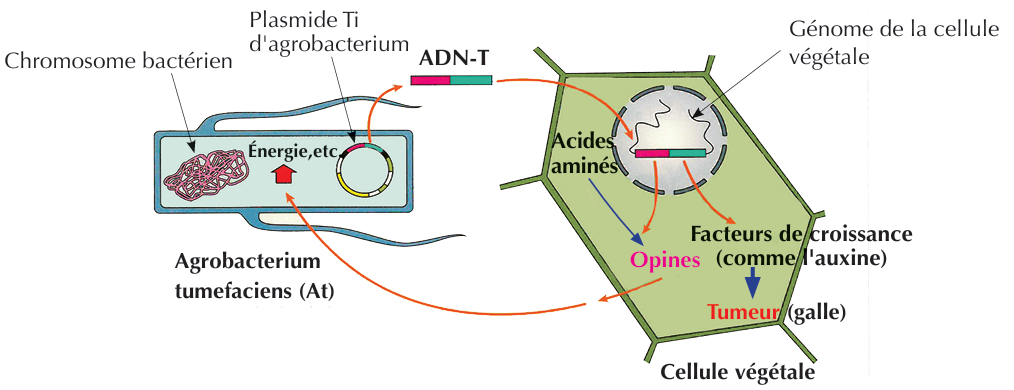 Plasmide Ti
d'agrobacterium
Chromosome bactérien
ADN-T
Génome de la cellule
végétale
Énergie,etc
Acides
aminés
Opines
Facteurs de croissance
(comme l'auxine)
Tumeur (galle)
Agrobacterium
tumefaciens (At)
Cellule végétale